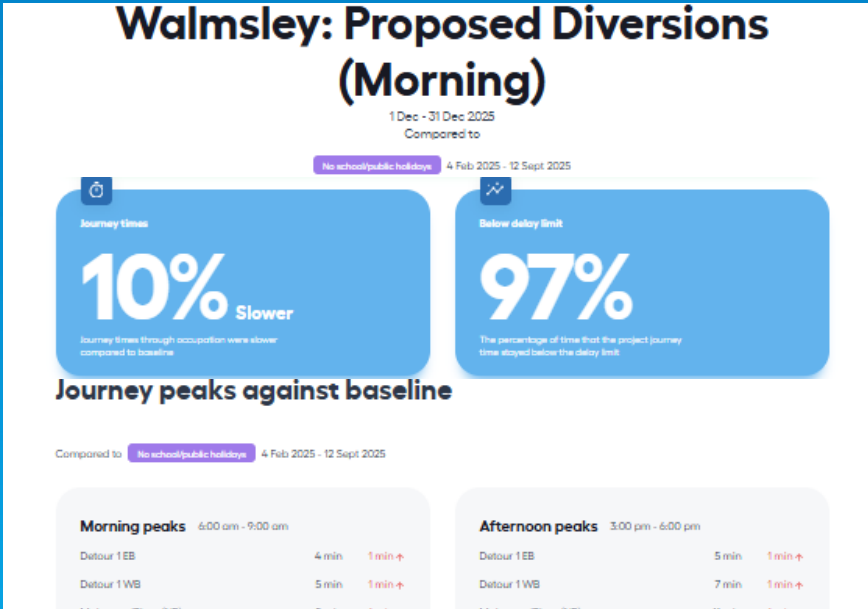 Walmsley: Proposed Diversions
(Morning)
1 Dec - 31 Dec 2025
Compared to
No school/public holidays 4 Feb 2025 - 12 Sept 2025
Journey times
10% Slower
Journey times through occupation were slower
compared to baseline
Below delay limit
97%
The percentage of time that the project journey
time stayed below the delay limit
Journey peaks against baseline
Compared to No school/public holidays 4 Feb 2025 - 12 Sept 2025
Morning peaks 6:00 am - 9:00 am
Detour 1 EB 4 min 1 min ↑
Detour 1 WB 5 min 1 min ↑
Afternoon peaks 3:00 pm - 6:00 pm
Detour 1 EB 5 min 1 min ↑
Detour 1 WB 7 min 1 min ↑